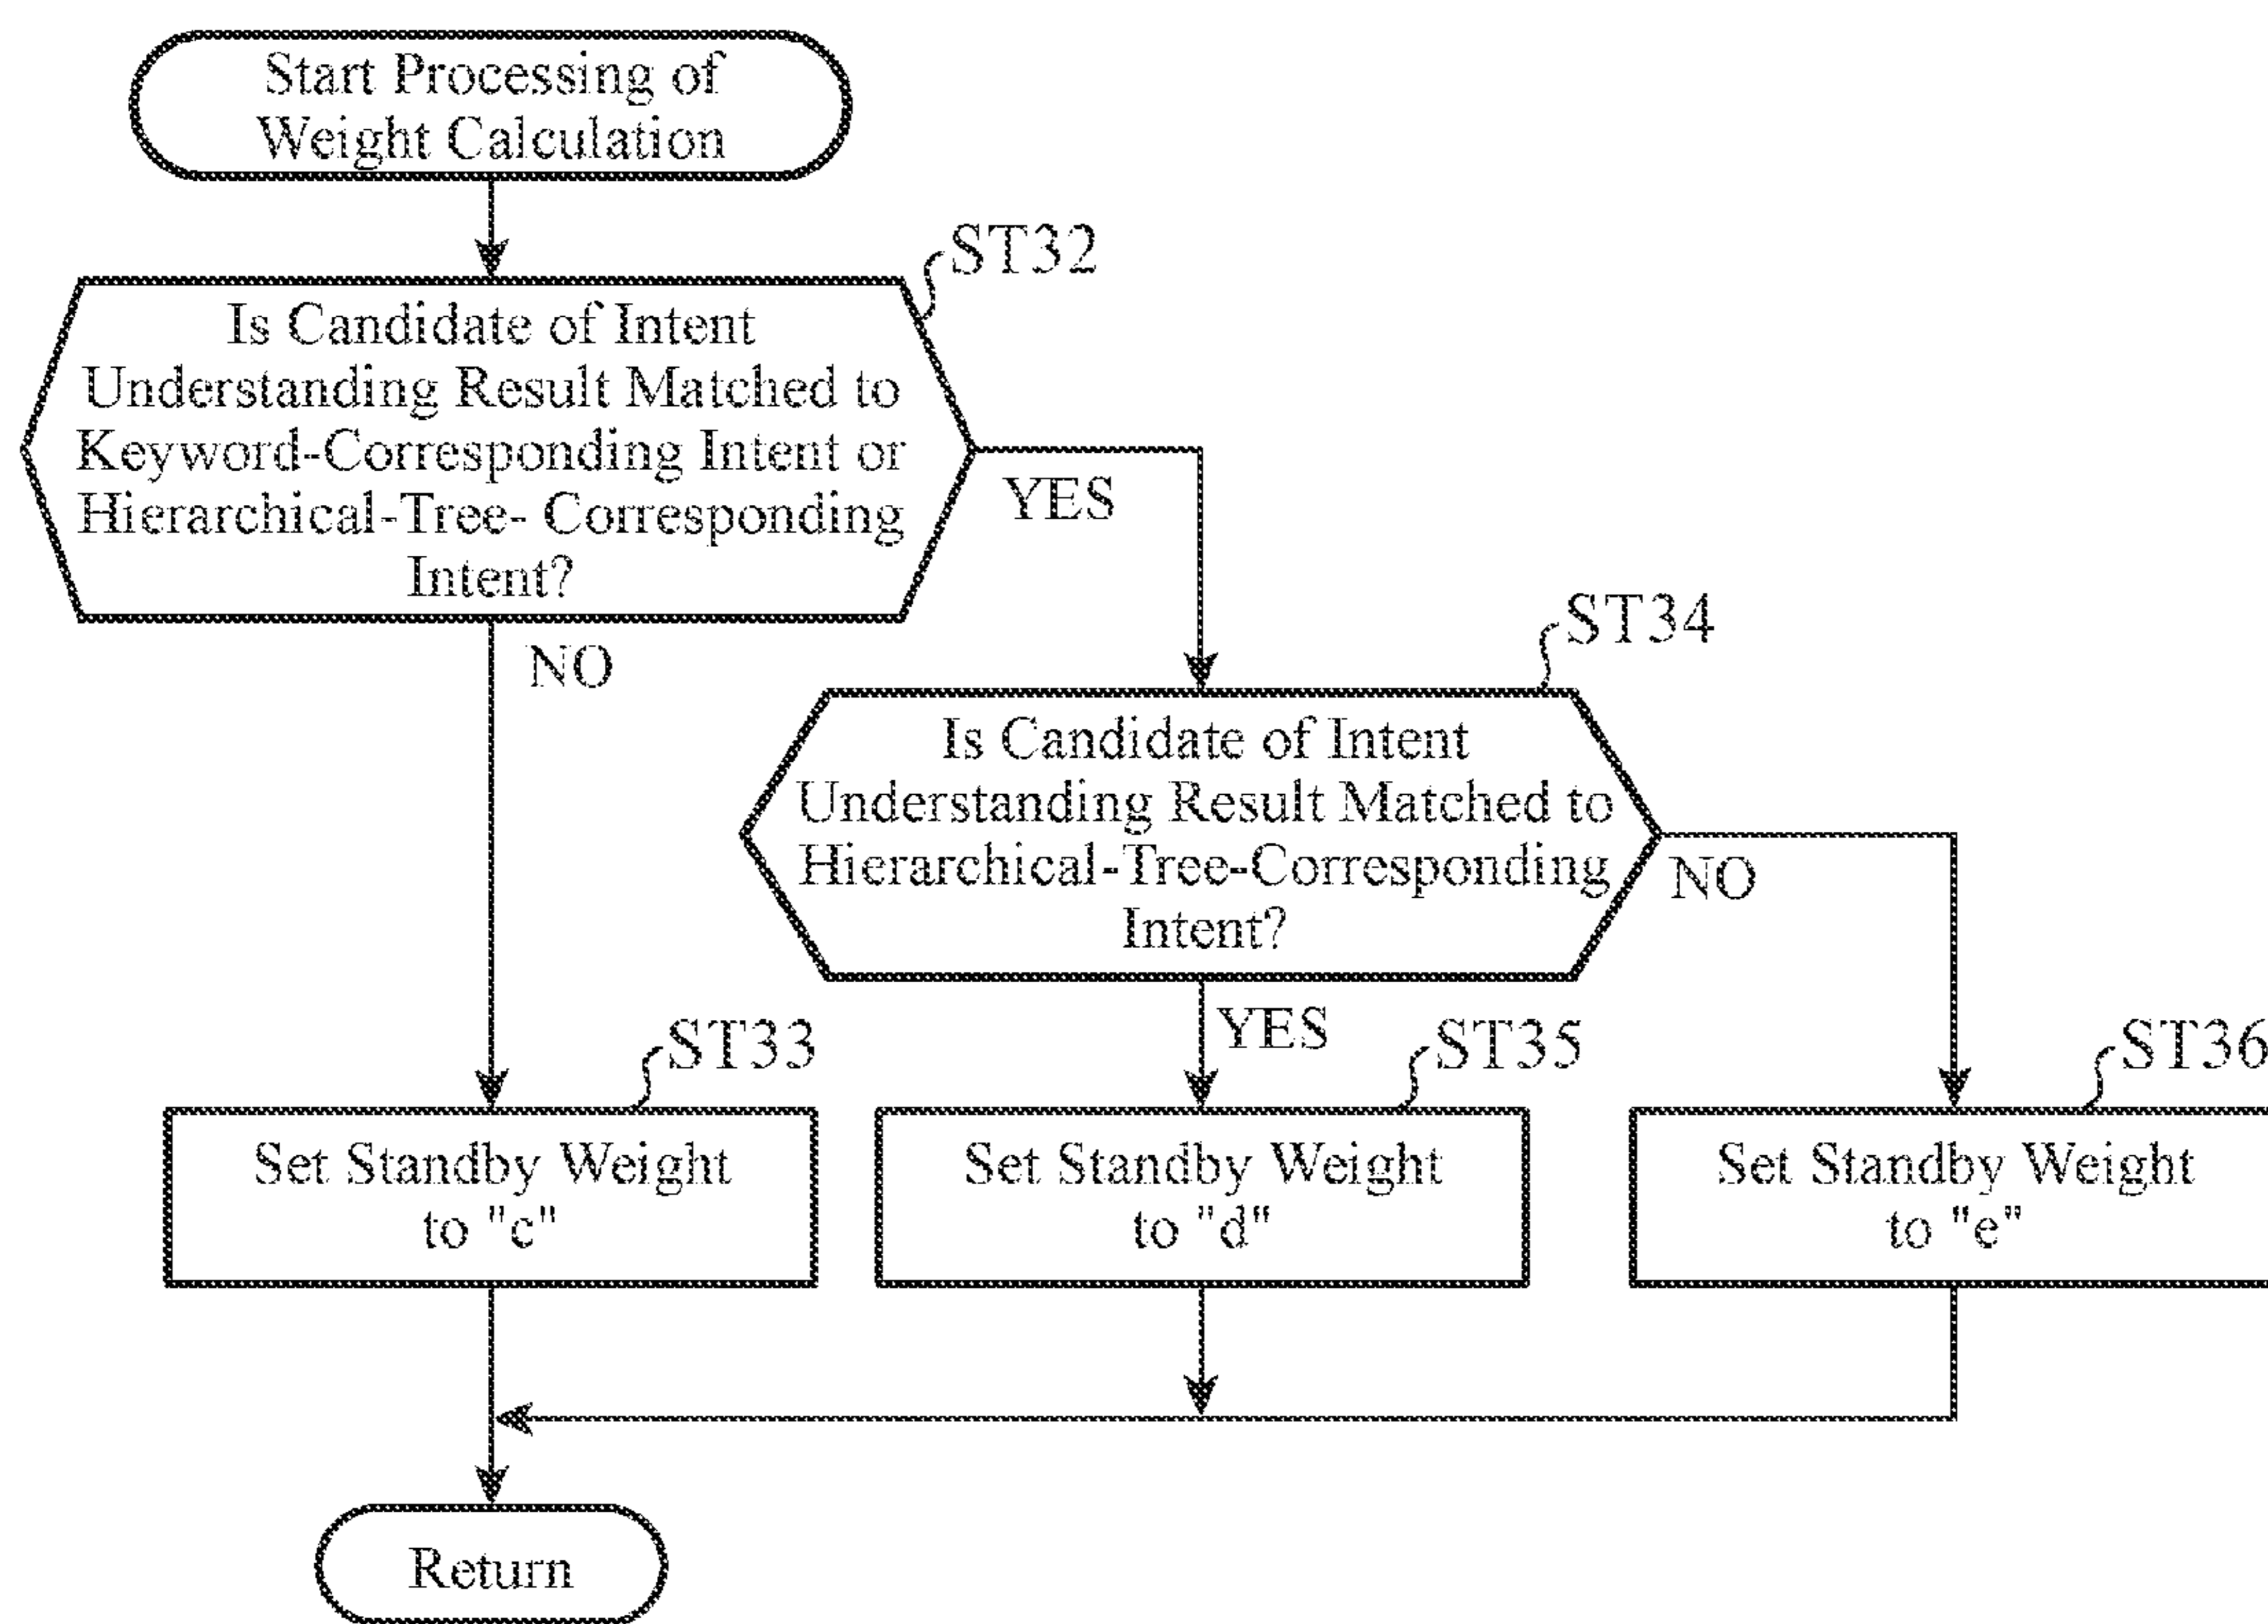 Start Processing of
Weight Calculation
ST32
Is Candidate of Intent
Understanding Result Matched to
Keyword-Corresponding Intent or
Hierarchical-Tree- Corresponding
Intent?
YES
NO
ST34
Is Candidate of Intent
Understanding Result Matched to
Hierarchical-Tree-Corresponding
Intent?
NO
YES
ST33
ST35
ST36
Set Standby Weight
to "c"
Set Standby Weight
to "d"
Set Standby Weight
to "e"
Return